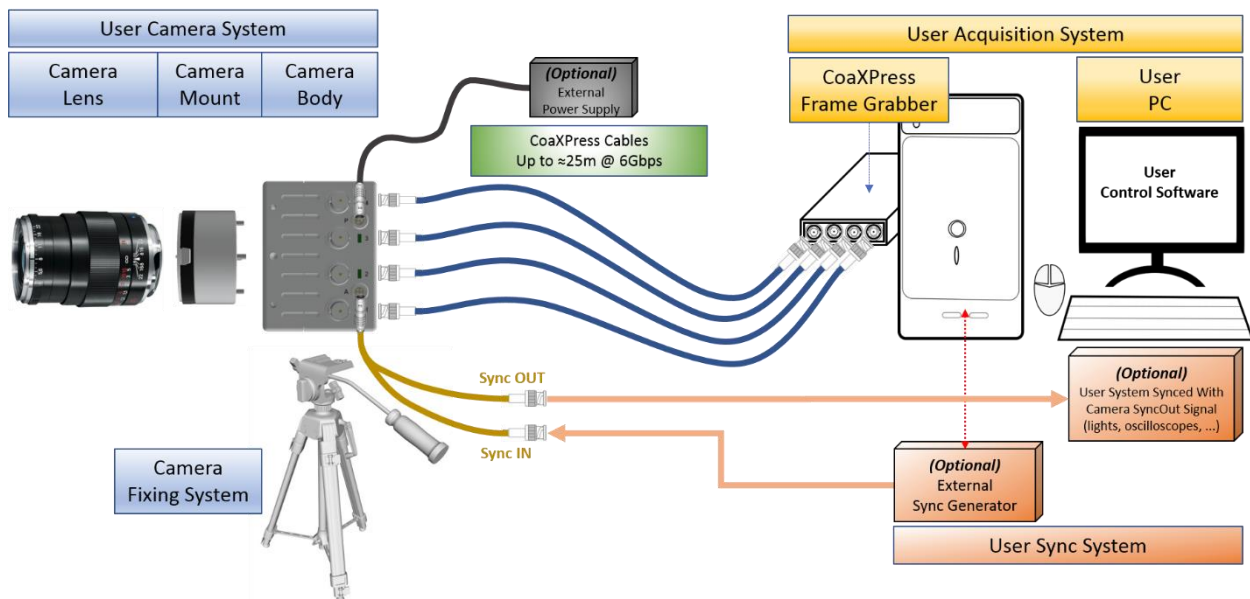 User Camera System
Camera
Lens
Camera
Mount
Camera
Body
(Optional)
External
Power Supply
CoaXPress Cables
Up to ≈25m @ 6Gbps
User Acquisition System
CoaXPress
Frame Grabber
User
PC
User
Control Software
Sync OUT
Sync IN
(Optional)
User System Synced With
Camera SyncOut Signal
(lights, oscilloscopes, ...)
(Optional)
External
Sync Generator
User Sync System
Camera
Fixing System